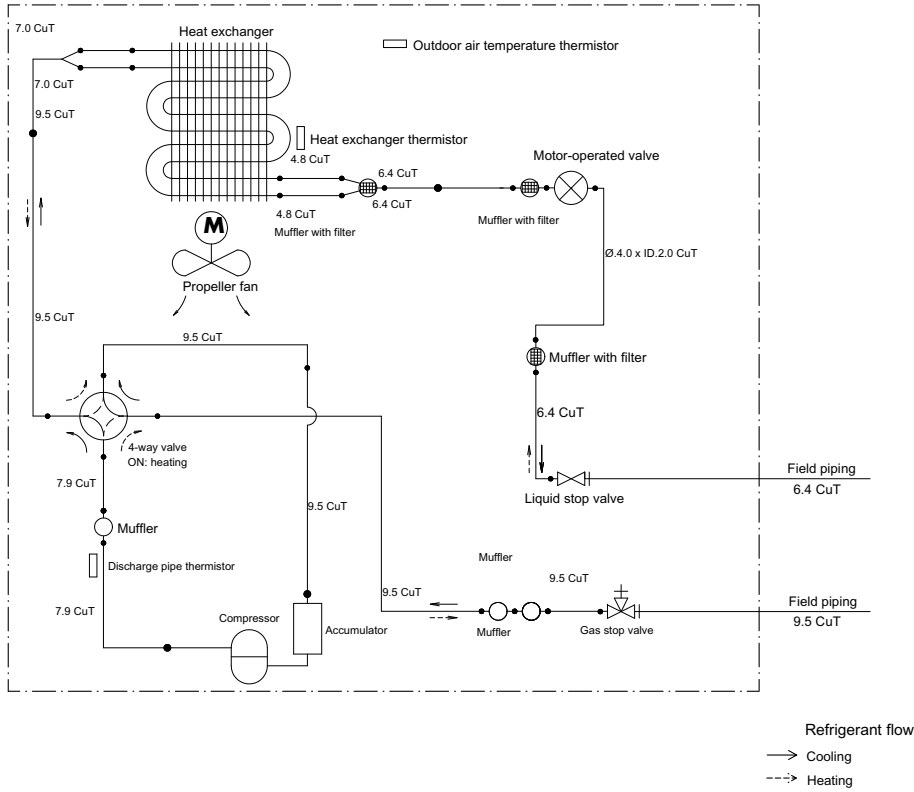 7.0 CuT
Heat exchanger
Outdoor air temperature thermistor
7.0 CuT
9.5 CuT
Heat exchanger thermistor
4.8 CuT
Motor-operated valve
6.4 CuT
6.4 CuT
4.8 CuT
Muffler with filter
Muffler with filter
M
Ø.4.0 x ID.2.0 CuT
Propeller fan
9.5 CuT
9.5 CuT
Muffler with filter
6.4 CuT
4-way valve
ON: heating
7.9 CuT
Field piping
6.4 CuT
Liquid stop valve
9.5 CuT
Muffler
Discharge pipe thermistor
Muffler
9.5 CuT
9.5 CuT
7.9 CuT
Compressor
Accumulator
Muffler
Gas stop valve
Field piping
9.5 CuT
Refrigerant flow
Cooling
Heating